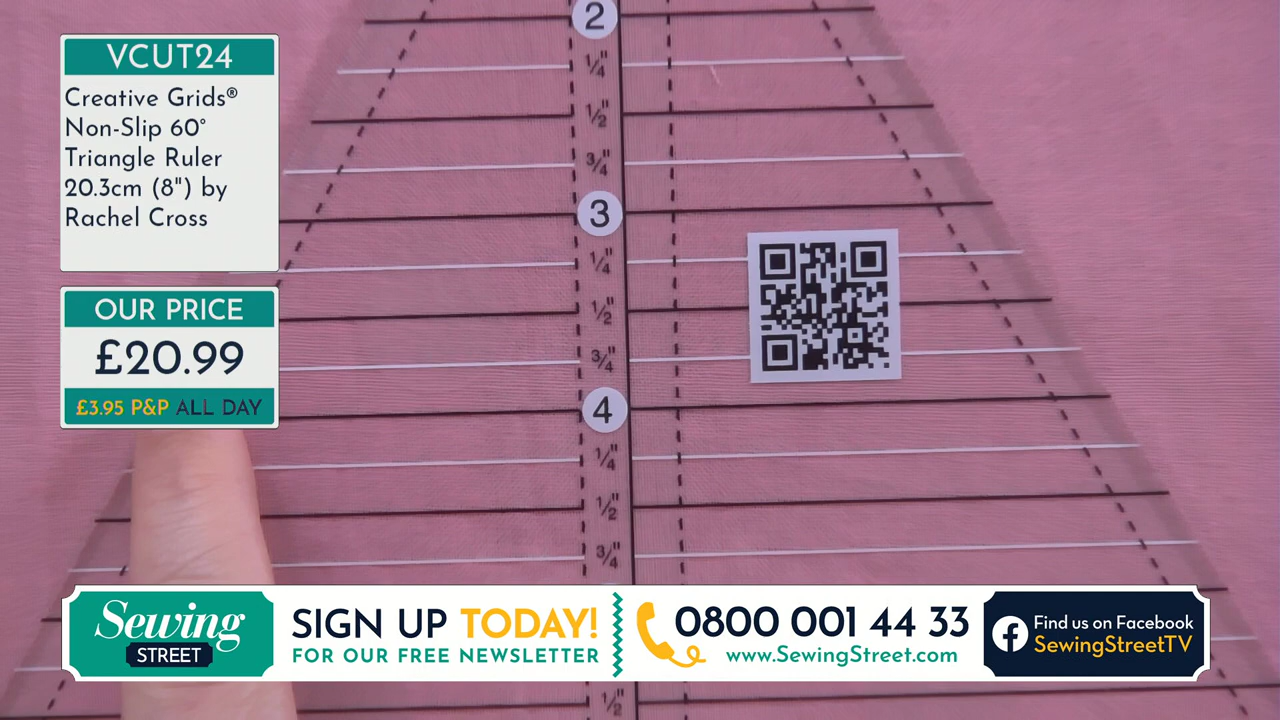 VCUT24
Creative Grids®
Non-Slip 60°
Triangle Ruler
20.3cm (8") by
Rachel Cross
OUR PRICE
£20.99
£3.95 P&P ALL DAY
2
1/4"
1/2"
3/4"
3
1/4"
1/2"
3/4"
4
1/4"
1/2"
3/4"
1/2"
Sewing
STREET
SIGN UP TODAY!
FOR OUR FREE NEWSLETTER
0800 001 44 33
www.SewingStreet.com
Find us on Facebook
SewingStreetTV